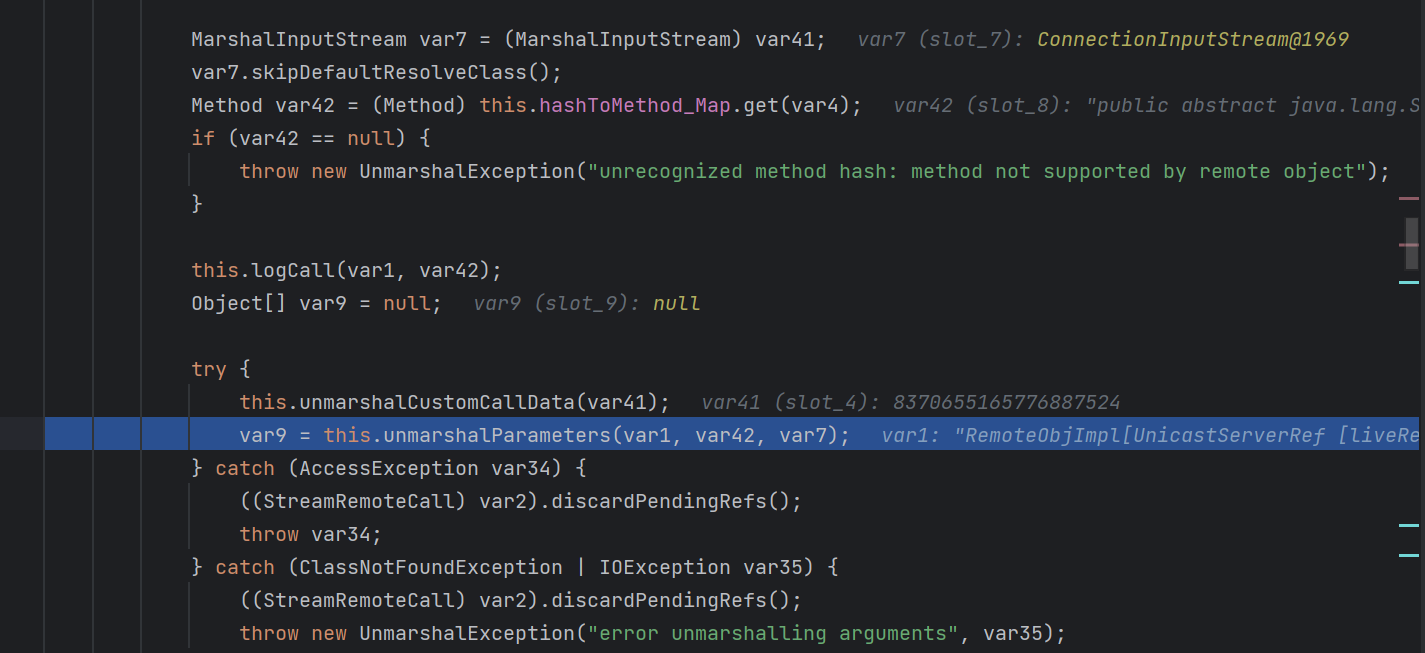 MarshalInputStream var7 = (MarshalInputStream) var41;   var7 (slot_7): ConnectionInputStream@1969
var7.skipDefaultResolveClass();
Method var42 = (Method) this.hashToMethod_Map.get(var4);   var42 (slot_8): "public abstract java.lang.S
if (var42 == null) {
    throw new UnmarshalException("unrecognized method hash: method not supported by remote object");
}
this.logCall(var1, var42);
Object[] var9 = null;   var9 (slot_9): null
try {
    this.unmarshalCustomCallData(var41);   var41 (slot_4): 8370655165776887524
    var9 = this.unmarshalParameters(var1, var42, var7);   var1: "RemoteObjImpl[UnicastServerRef [liveRe
} catch (AccessException var34) {
    ((StreamRemoteCall) var2).discardPendingRefs();
    throw var34;
} catch (ClassNotFoundException | IOException var35) {
    ((StreamRemoteCall) var2).discardPendingRefs();
    throw new UnmarshalException("error unmarshalling arguments", var35);